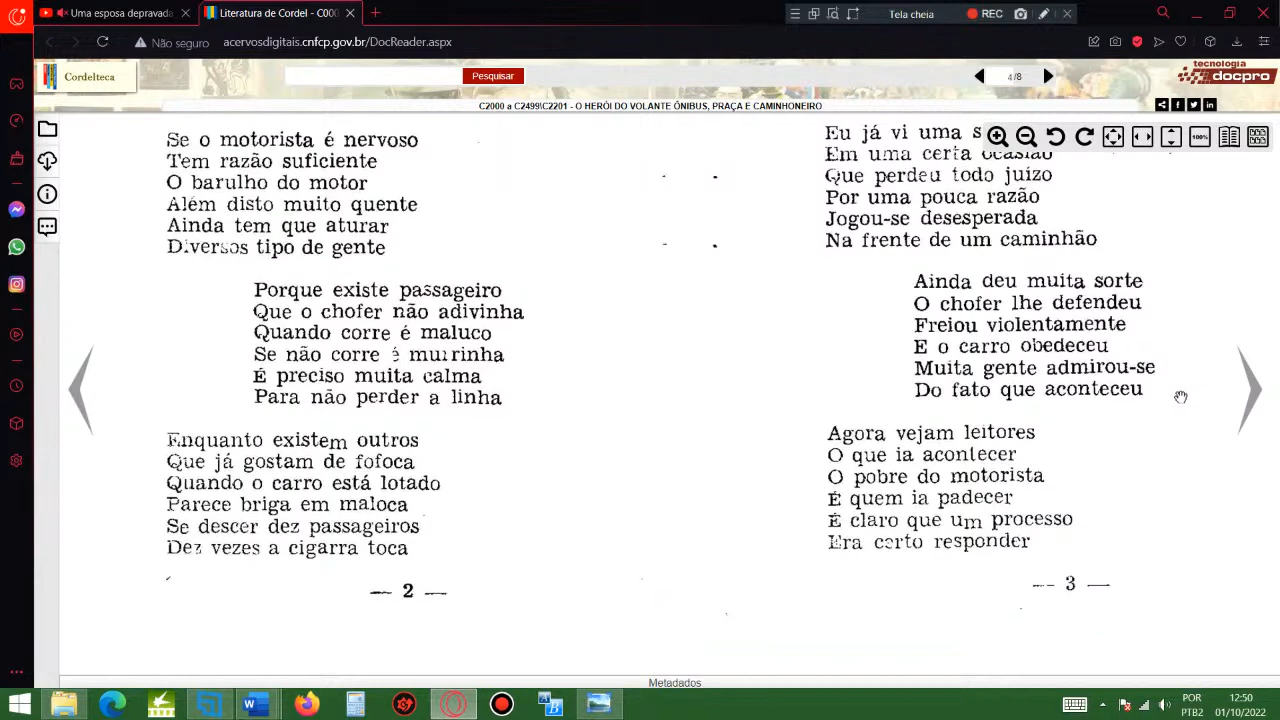 Uma esposa depravada
Literatura de Cordel - C000
Tela cheia
REC
Não seguro
acervosdigitais.cnfcp.gov.br/DocReader.aspx
Cordelteca
Pesquisar
4/8
tecnologia
docpro
C2000 a C2499\C2201 - O HERÓI DO VOLANTE ÔNIBUS, PRAÇA E CAMINHONEIRO
100%
Se o motorista é nervoso
Tem razão suficiente
O barulho do motor
Além disto muito quente
Ainda tem que aturar
Diversos tipo de gente
Porque existe passageiro
Que o chofer não adivinha
Quando corre é maluco
Se não corre é murrinha
É preciso muita calma
Para não perder a linha
Enquanto existem outros
Que já gostam de fofoca
Quando o carro está lotado
Parece briga em maloca
Se descer dez passageiros
Dez vezes a cigarra toca
— 2 —
Eu já vi uma s
Em uma certa ocasião
Que perdeu todo juizo
Por uma pouca razão
Jogou-se desesperada
Na frente de um caminhão
Ainda deu muita sorte
O chofer lhe defendeu
Freiou violentamente
E o carro obedeceu
Muita gente admirou-se
Do fato que aconteceu
Agora vejam leitores
O que ia acontecer
O pobre do motorista
É quem ia padecer
É claro que um processo
Era certo responder
— 3 —
Metadados
POR
PTB2
12:50
01/10/2022